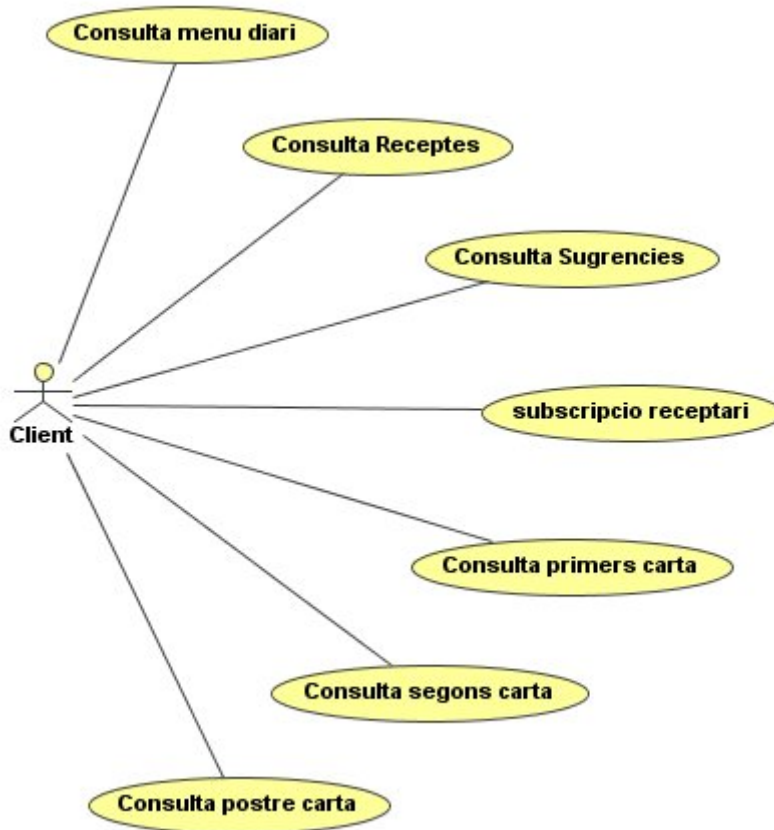 Consulta menu diari
Consulta Receptes
Consulta Sugrencies
subscripcio receptari
Client
Consulta primers carta
Consulta segons carta
Consulta postre carta